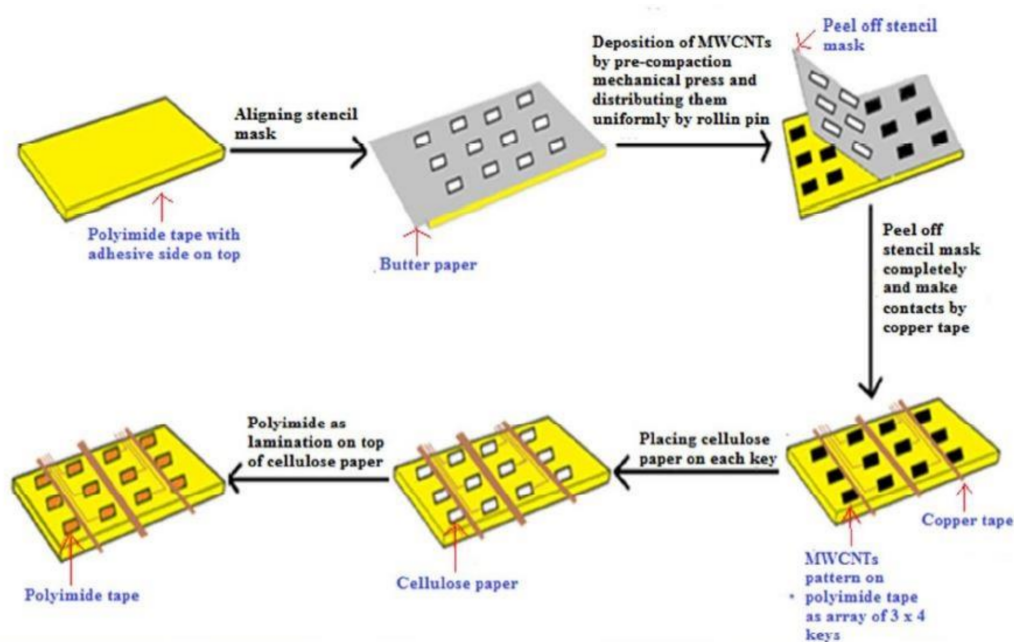 Aligning stencil
mask
Polyimide tape with
adhesive side on top
Butter paper
Deposition of MWCNTs
by pre-compaction
mechanical press and
distributing them
uniformly by rollin pin
Peel off stencil
mask
Peel off
stencil mask
completely
and make
contacts by
copper tape
Copper tape
MWCNTs
pattern on
polyimide tape
as array of 3 x 4
keys
Placing cellulose
paper on each key
Cellulose paper
Polyimide as
lamination on top
of cellulose paper
Polyimide tape